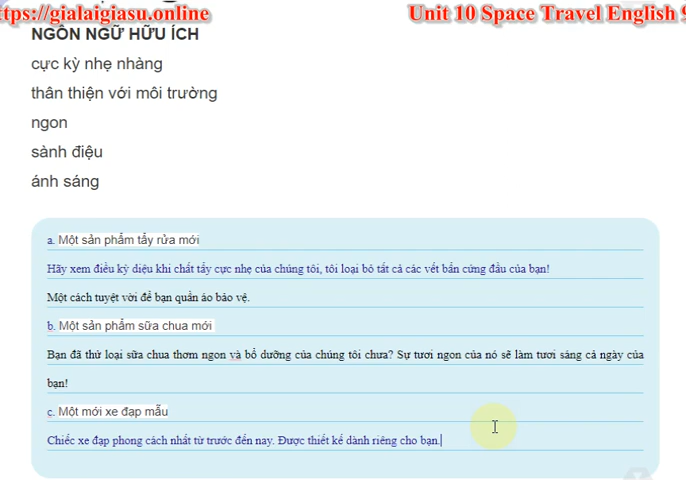 ttps://gialaigiasu.online Unit 10 Space Travel English 9
NGÔN NGỮ HỮU ÍCH
cực kỳ nhẹ nhàng
thân thiện với môi trường
ngon
sành điệu
ánh sáng
a. Một sản phẩm tẩy rửa mới
Hãy xem điều kỳ diệu khi chất tẩy cực nhẹ của chúng tôi, tôi loại bỏ tất cả các vết bẩn cứng đầu của bạn!
Một cách tuyệt vời để bạn quần áo bảo vệ.
b. Một sản phẩm sữa chua mới
Bạn đã thử loại sữa chua thơm ngon và bổ dưỡng của chúng tôi chưa? Sự tươi ngon của nó sẽ làm tươi sáng cả ngày của
bạn!
c. Một mới xe đạp mẫu
Chiếc xe đạp phong cách nhất từ trước đến nay. Được thiết kế dành riêng cho bạn.